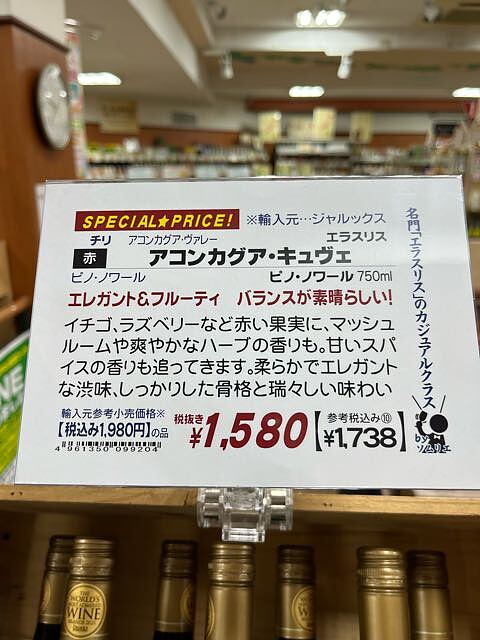 SPECIAL★PRICE!
※輸入元…ジャルックス
チリ アコンカグア・ヴァレー エラスリス
赤 アコンカグア・キュヴェ
ピノ・ノワール ピノ・ノワール 750ml
エレガント&フルーティ バランスが素晴らしい!
イチゴ、ラズベリーなど赤い果実に、マッシュ
ルームや爽やかなハーブの香りも。甘いスパ
イスの香りも追ってきます。柔らかでエレガント
な渋味、しっかりした骨格と瑞々しい味わい
輸入元参考小売価格※
【税込み1,980円】の品
税抜き
¥1,580
参考税込み⑩
【¥1,738】
4 961350 099204
名門「エラスリス」のカジュアルクラス
by ソムリエ
THE WORLD'S
WINE